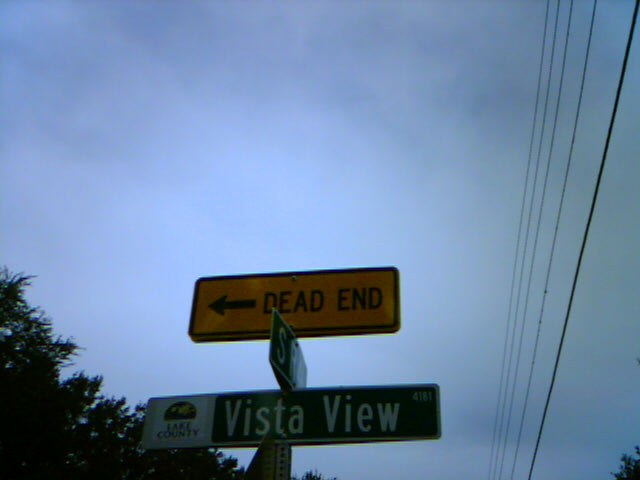 DEAD END
S
LAKE
COUNTY
Vista View
4181